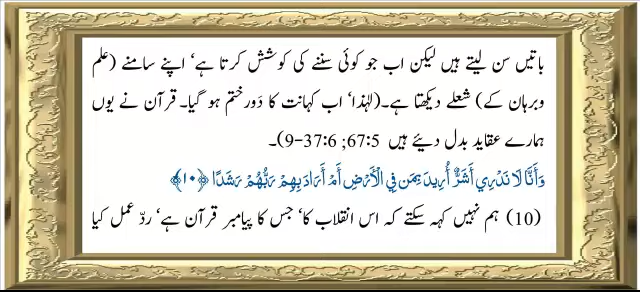 باتیں سن لیتے ہیں لیکن اب جو کوئی سننے کی کوشش کرتا ہے‘ اپنے سامنے (علم
وبرہان کے) شعلے دیکھتا ہے۔(لہٰذا‘ اب کہانت کا دَور ختم ہو گیا۔ قرآن نے یوں
ہمارے عقاید بدل دیئے ہیں 67:5; 37:6-9)۔
وَأَنَّا لَا نَدْرِي أَشَرٌّ أُرِيدَ بِمَن فِي الْأَرْضِ أَمْ أَرَادَ بِهِمْ رَبُّهُمْ رَشَدًا ﴿١٠﴾
(10) ہم نہیں کہہ سکتے کہ اس انقلاب کا‘ جس کا پیامبر قرآن ہے‘ ردِّ عمل کیا